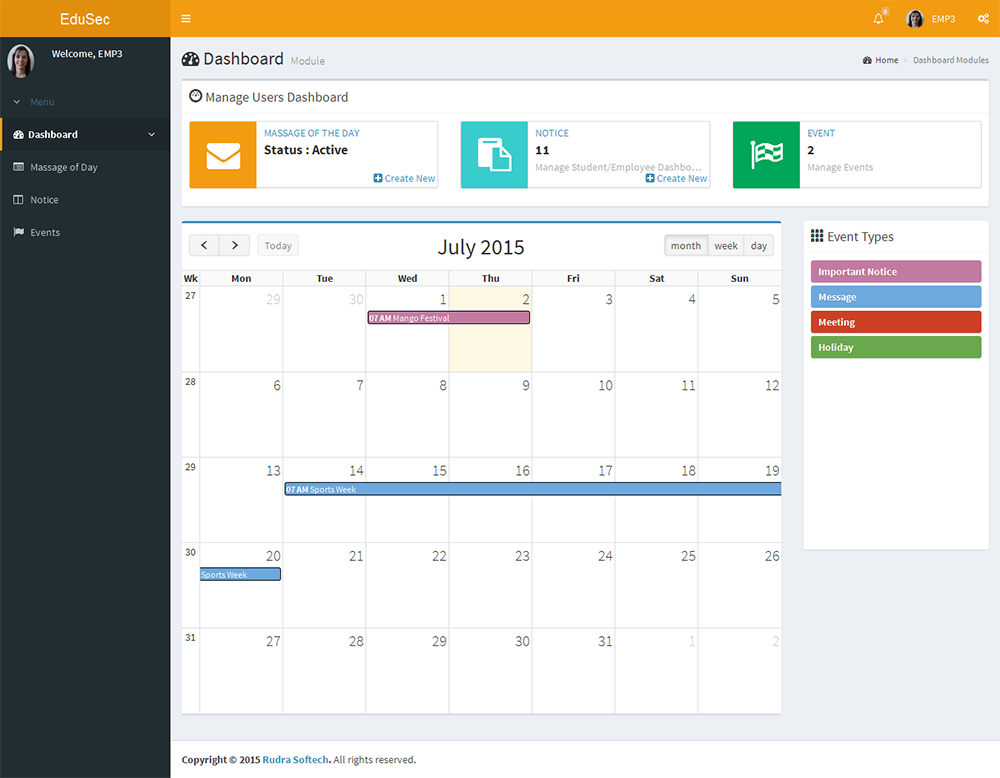 EduSec
0
EMP3
Welcome, EMP3
Menu
Dashboard
Massage of Day
Notice
Events
Dashboard Module
Home > Dashboard Modules
Manage Users Dashboard
MASSAGE OF THE DAY
Status : Active
Create New
NOTICE
11
Manage Student/Employee Dashbo...
Create New
EVENT
2
Manage Events
Today
July 2015
month week day
Wk Mon Tue Wed Thu Fri Sat Sun
27 29 30 1 2 3 4 5
07 AM Mango Festival
28 6 7 8 9 10 11 12
29 13 14 15 16 17 18 19
07 AM Sports Week
30 20 21 22 23 24 25 26
Sports Week
31 27 28 29 30 31 1 2
Event Types
Important Notice
Message
Meeting
Holiday
Copyright © 2015 Rudra Softech. All rights reserved.